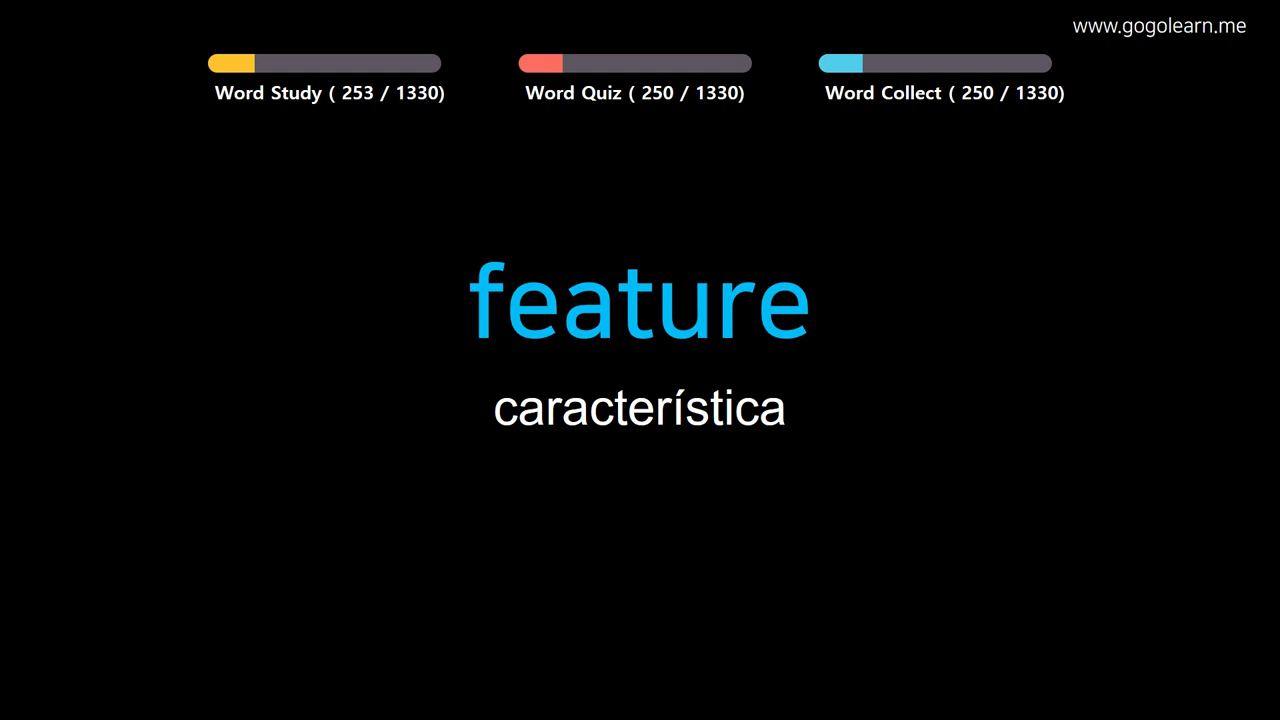 www.gogolearn.me
Word Study ( 253 / 1330)
Word Quiz ( 250 / 1330)
Word Collect ( 250 / 1330)
feature
característica